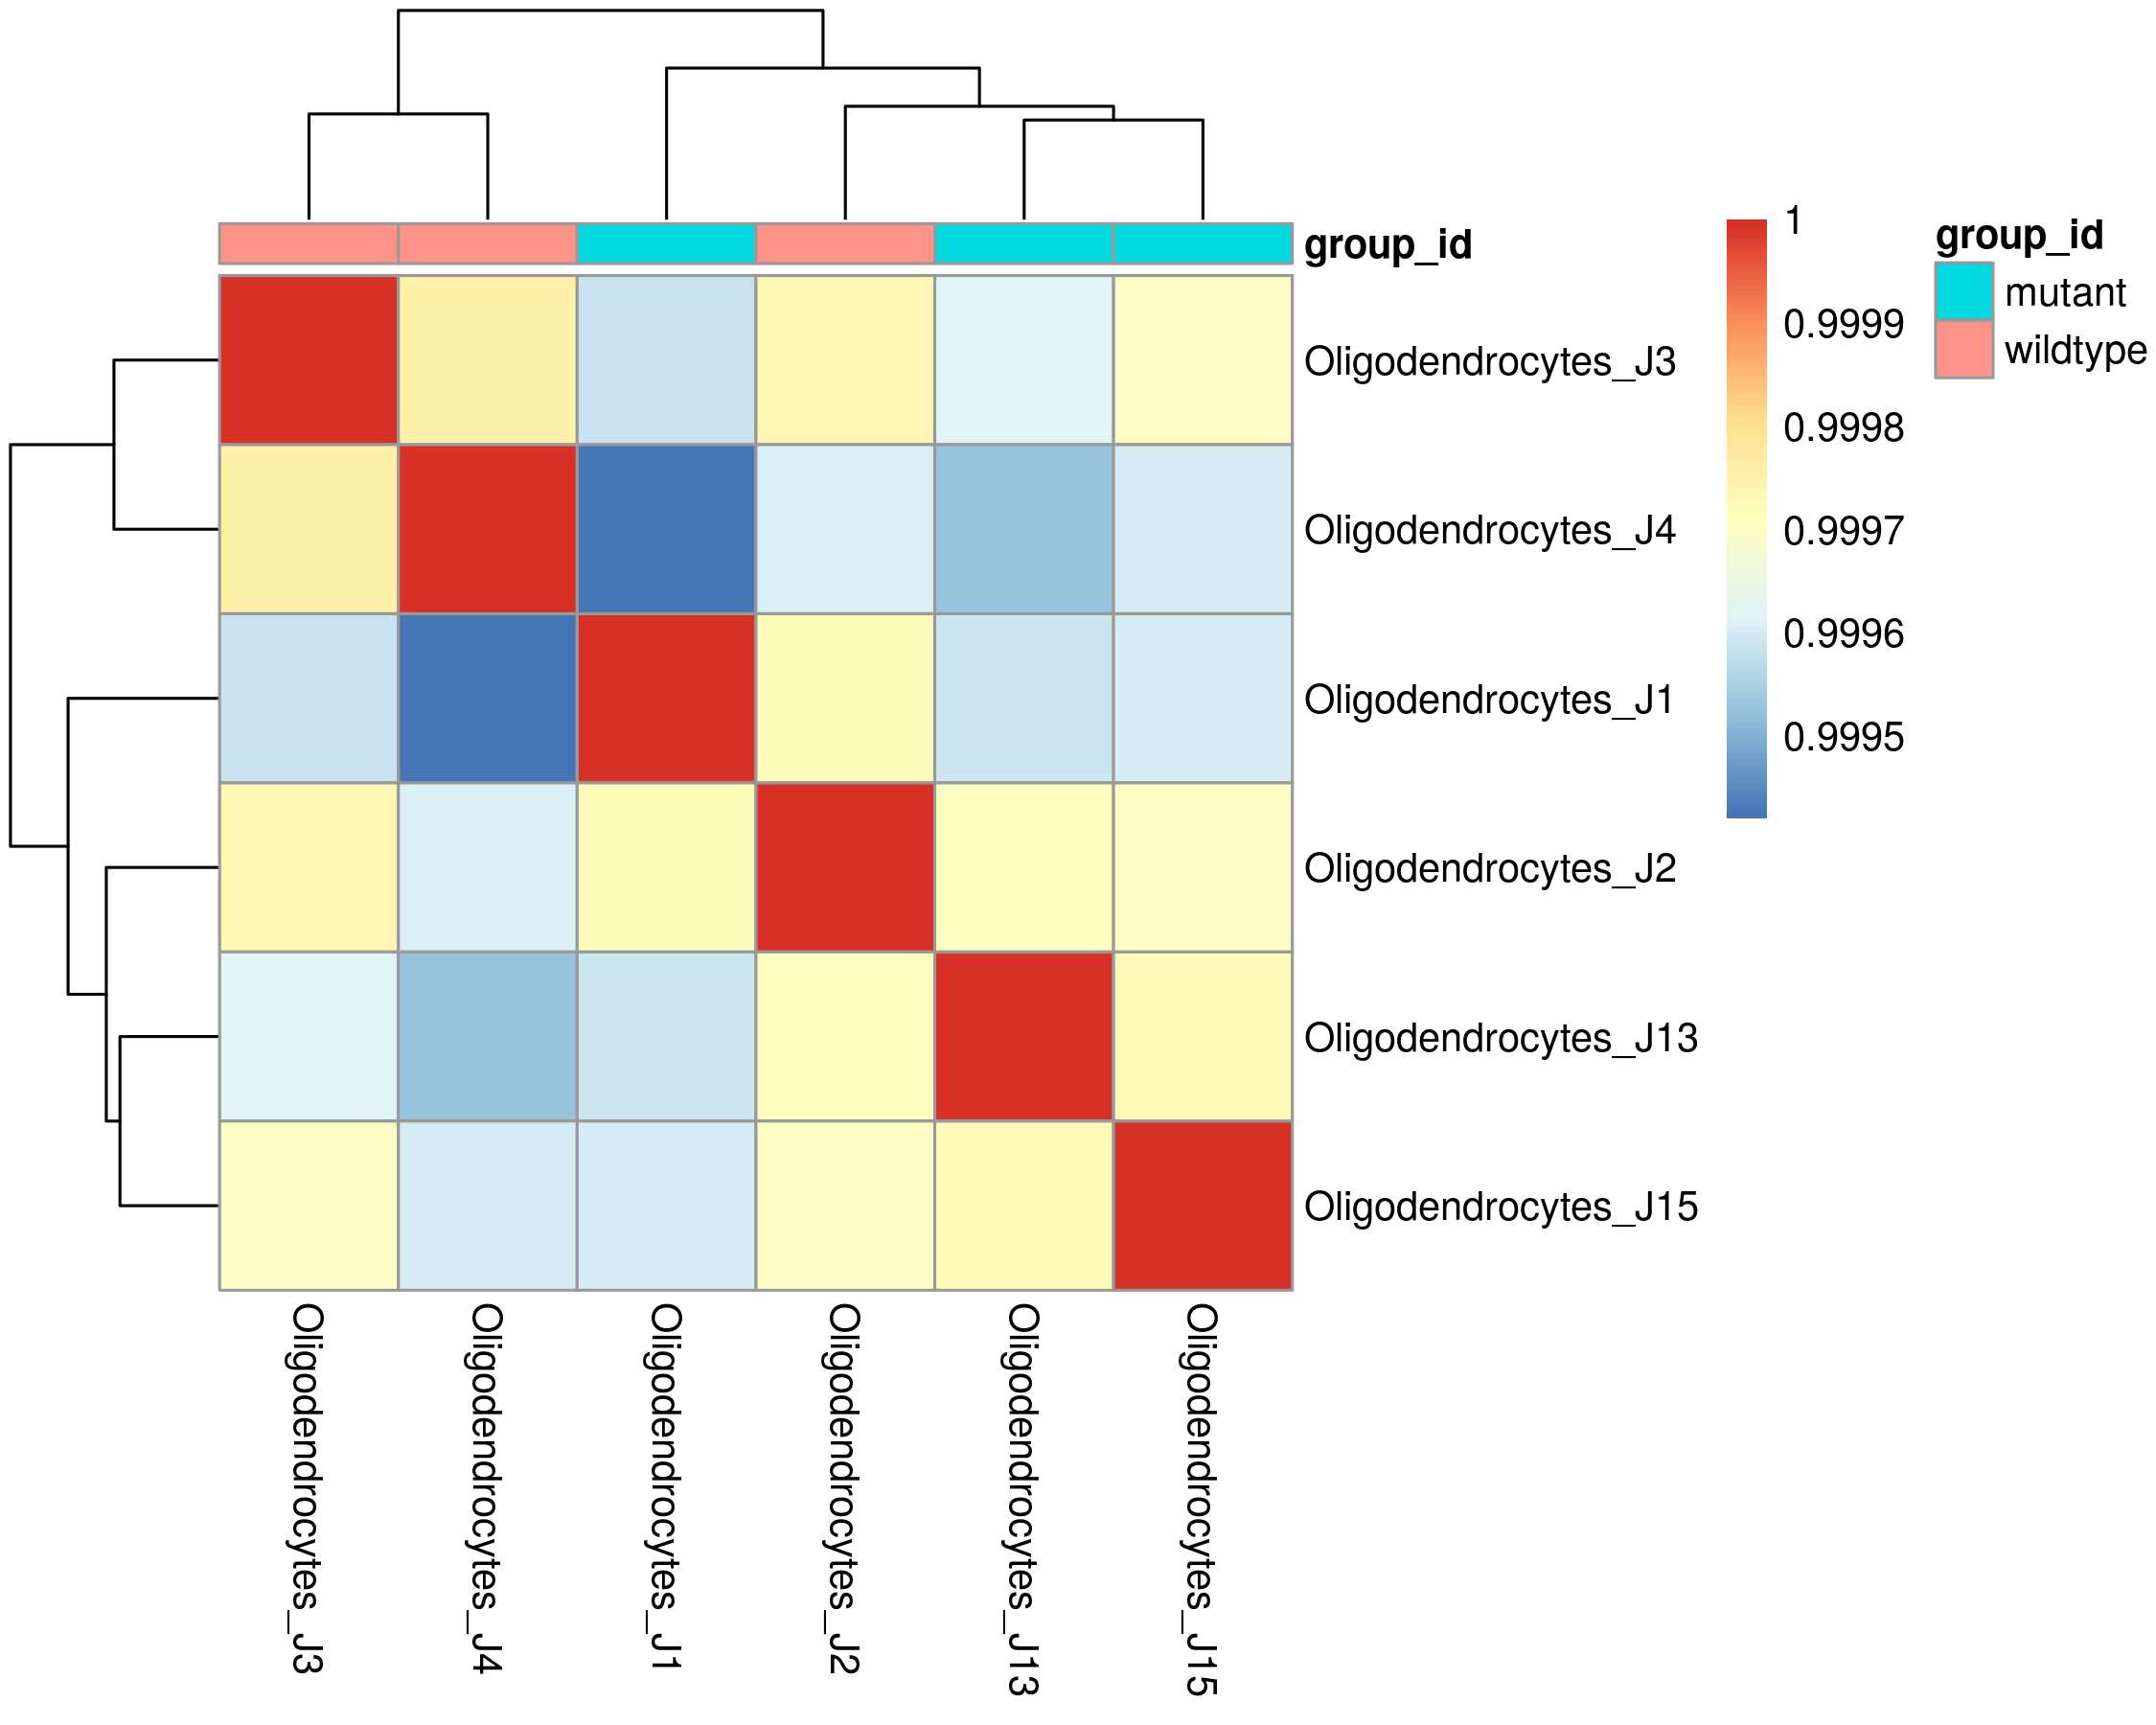 group_id
Oligodendrocytes_J3
Oligodendrocytes_J4
Oligodendrocytes_J1
Oligodendrocytes_J2
Oligodendrocytes_J13
Oligodendrocytes_J15
Oligodendrocytes_J3
Oligodendrocytes_J4
Oligodendrocytes_J1
Oligodendrocytes_J2
Oligodendrocytes_J13
Oligodendrocytes_J15
1
0.9999
0.9998
0.9997
0.9996
0.9995
group_id
mutant
wildtype